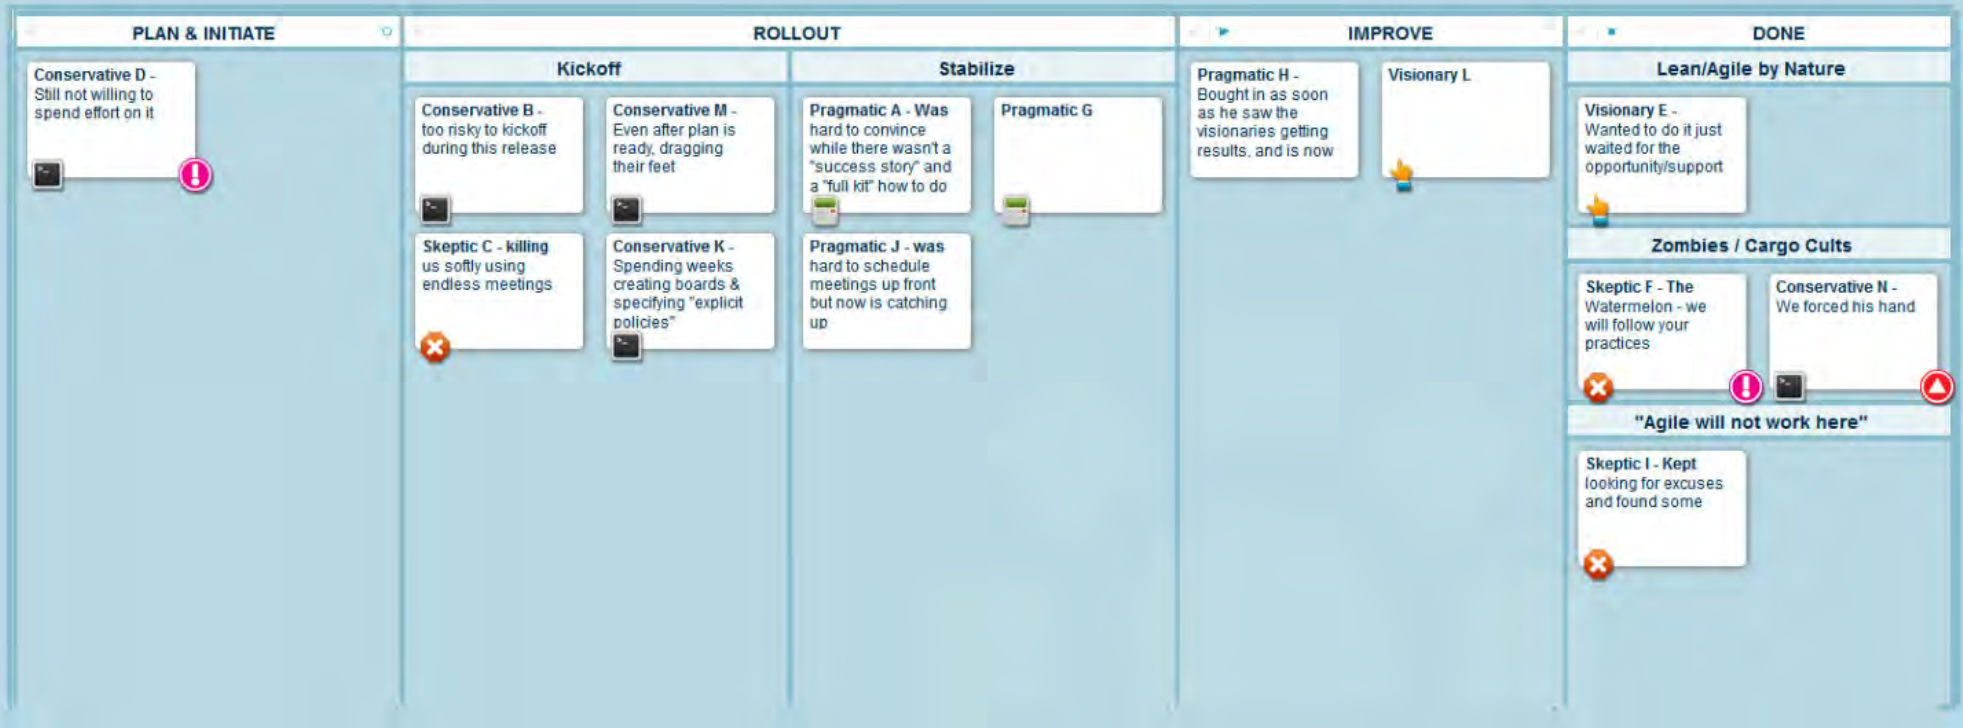 PLAN & INITIATE
ROLLOUT
IMPROVE
DONE
Kickoff
Stabilize
Lean/Agile by Nature
Conservative D -
Still not willing to
spend effort on it
Conservative B -
too risky to kickoff
during this release
Conservative M -
Even after plan is
ready, dragging
their feet
Skeptic C - killing
us softly using
endless meetings
Conservative K -
Spending weeks
creating boards &
specifying "explicit
policies"
Pragmatic A - Was
hard to convince
while there wasn't a
"success story" and
a "full kit" how to do
Pragmatic G
Pragmatic J - was
hard to schedule
meetings up front
but now is catching
up
Pragmatic H -
Bought in as soon
as he saw the
visionaries getting
results, and is now
Visionary L
Visionary E -
Wanted to do it just
waited for the
opportunity/support
Zombies / Cargo Cults
Skeptic F - The
Watermelon - we
will follow your
practices
Conservative N -
We forced his hand
"Agile will not work here"
Skeptic I - Kept
looking for excuses
and found some